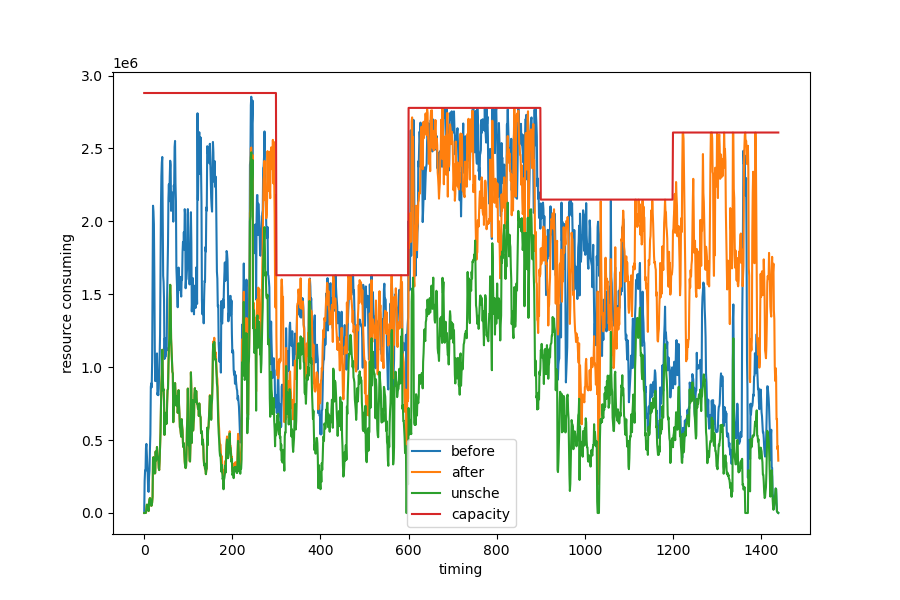 1e6
3.0
2.5
2.0
1.5
1.0
0.5
0.0
resource consuming
before
after
unsche
capacity
0 200 400 600 800 1000 1200 1400
timing